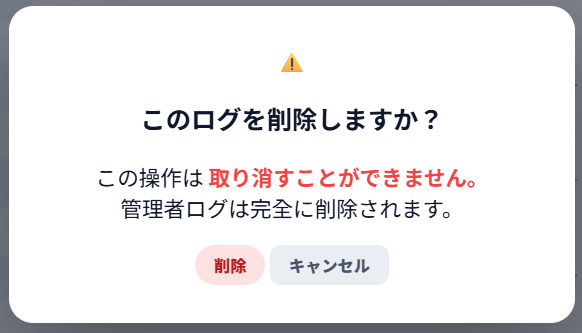 このログを削除しますか？
この操作は 取り消すことができません。
管理者ログは完全に削除されます。
削除 キャンセル